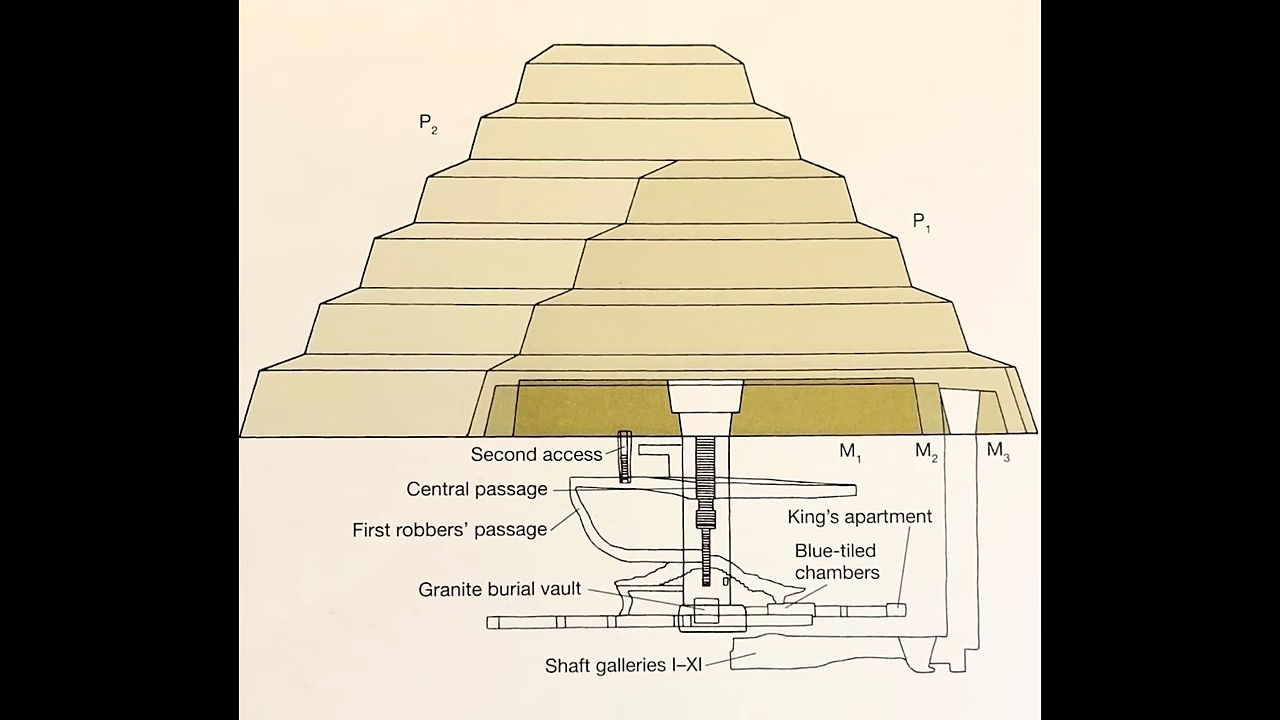 P2
P1
M1
M2
M3
Second access
Central passage
First robbers’ passage
King’s apartment
Blue-tiled
chambers
Granite burial vault
Shaft galleries I–XI